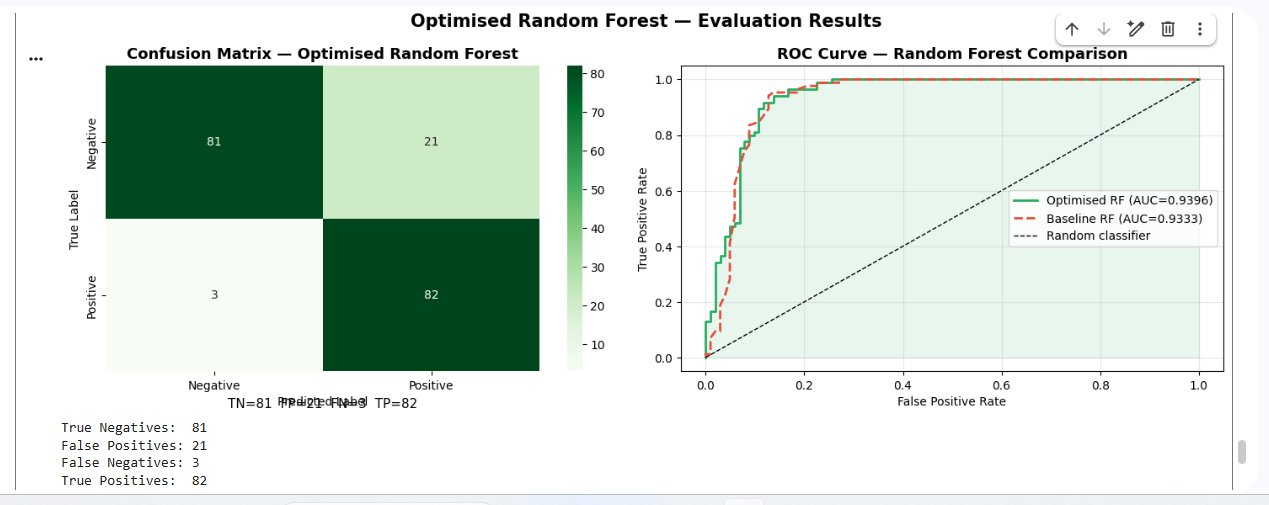 Optimised Random Forest — Evaluation Results
Confusion Matrix — Optimised Random Forest
81
21
3
82
Negative
Positive
True Label
Negative
Positive
Predicted Label
TN=81 FP=21 FN=3 TP=82
80
70
60
50
40
30
20
10
ROC Curve — Random Forest Comparison
1.0
0.8
0.6
0.4
0.2
0.0
True Positive Rate
Optimised RF (AUC=0.9396)
Baseline RF (AUC=0.9333)
Random classifier
0.0
0.2
0.4
0.6
0.8
1.0
False Positive Rate
True Negatives: 81
False Positives: 21
False Negatives: 3
True Positives: 82